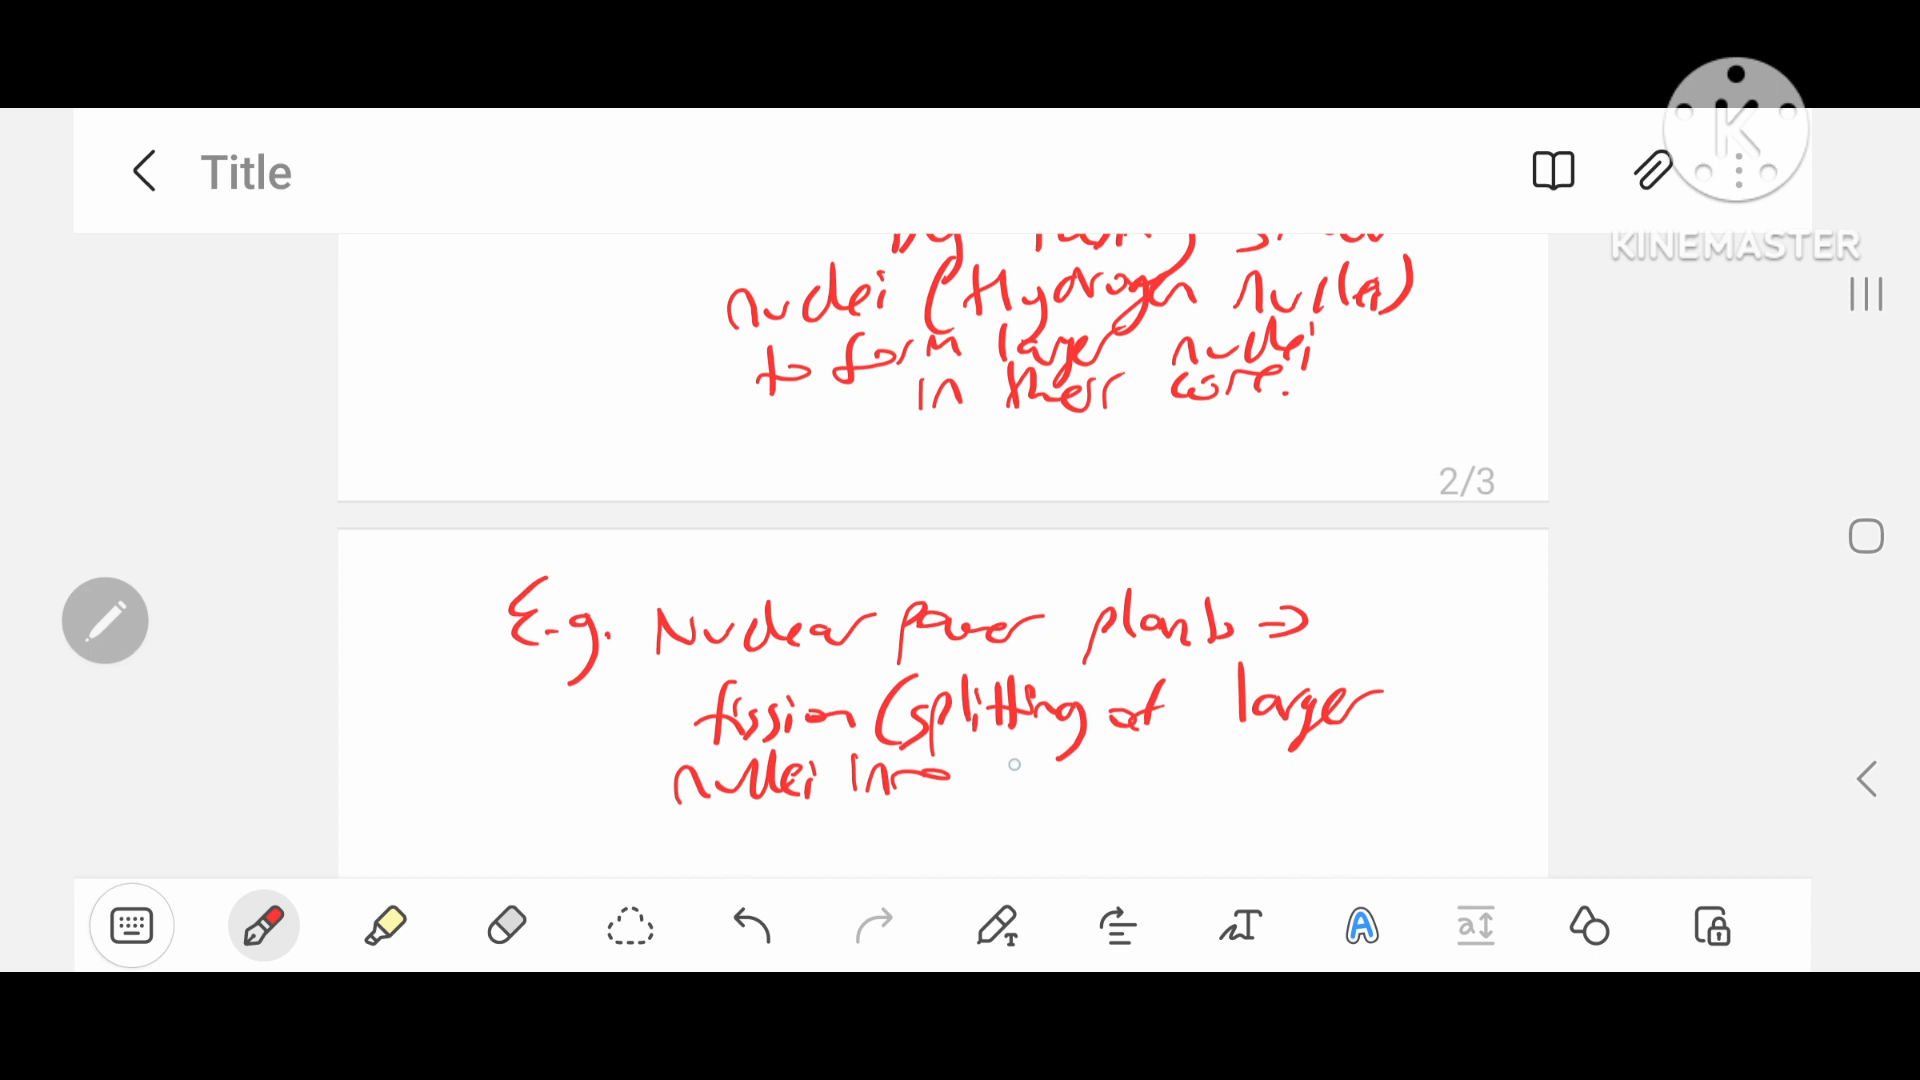 Title
KINEMASTER
nuclei (Hydrogen nuclei)
to form larger nuclei
in their core.
2/3
E.g. Nuclear power plants =>
fission (splitting of larger
nuclei into